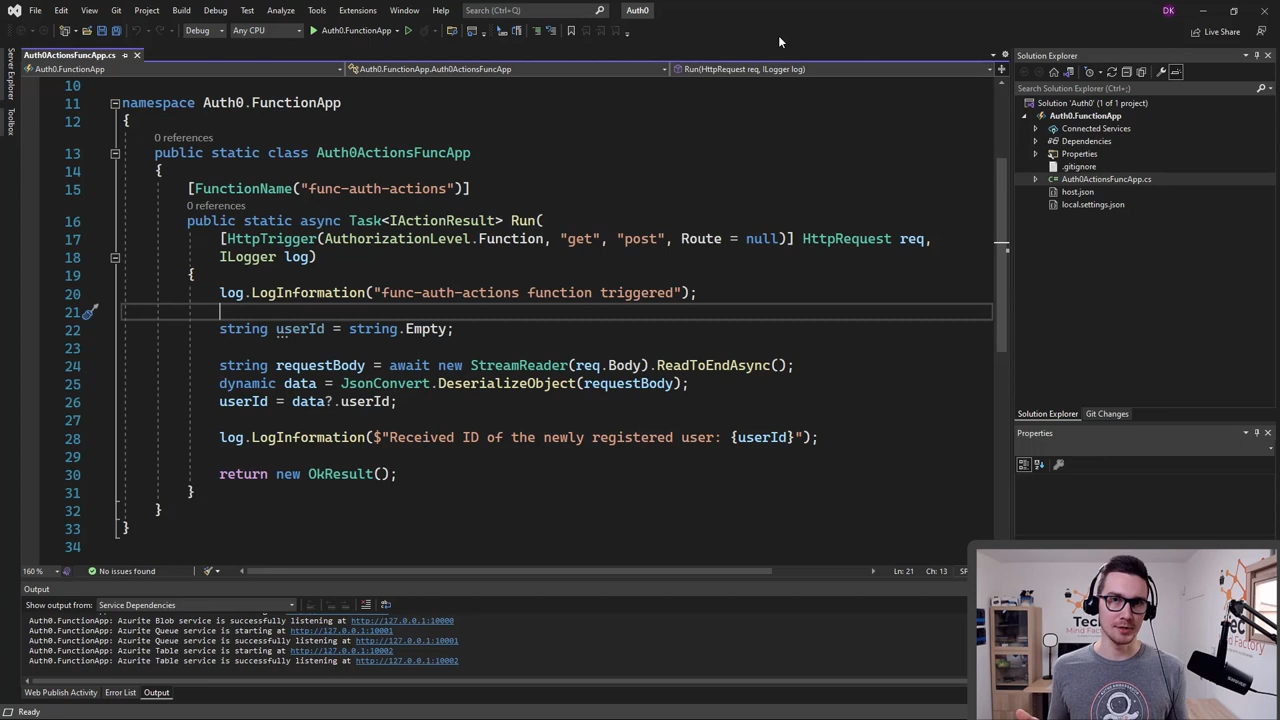 File Edit View Git Project Build Debug Test Analyze Tools Extensions Window Help Search (Ctrl+Q) Auth0 DK
Debug Any CPU Auth0.FunctionApp Live Share
Server Explorer
Toolbox
Auth0ActionsFuncApp.cs
Auth0.FunctionApp Auth0.FunctionApp.Auth0ActionsFuncApp Run(HttpRequest req, ILogger log)
10
11 namespace Auth0.FunctionApp
12 {
0 references
13 public static class Auth0ActionsFuncApp
14 {
15 [FunctionName("func-auth-actions")]
0 references
16 public static async Task<IActionResult> Run(
17 [HttpTrigger(AuthorizationLevel.Function, "get", "post", Route = null)] HttpRequest req,
18 ILogger log)
19 {
20 log.LogInformation("func-auth-actions function triggered");
21
22 string userId = string.Empty;
23
24 string requestBody = await new StreamReader(req.Body).ReadToEndAsync();
25 dynamic data = JsonConvert.DeserializeObject(requestBody);
26 userId = data?.userId;
27
28 log.LogInformation($"Received ID of the newly registered user: {userId}");
29
30 return new OkResult();
31 }
32 }
33 }
34
160 % No issues found Ln: 21 Ch: 13
Output
Show output from: Service Dependencies
Auth0.FunctionApp: Azurite Blob service is successfully listening at http://127.0.0.1:10000
Auth0.FunctionApp: Azurite Queue service is starting at http://127.0.0.1:10001
Auth0.FunctionApp: Azurite Queue service is successfully listening at http://127.0.0.1:10001
Auth0.FunctionApp: Azurite Table service is starting at http://127.0.0.1:10002
Auth0.FunctionApp: Azurite Table service is successfully listening at http://127.0.0.1:10002
Web Publish Activity Error List Output
Ready
Solution Explorer
Search Solution Explorer (Ctrl+;)
Solution 'Auth0' (1 of 1 project)
Auth0.FunctionApp
Connected Services
Dependencies
Properties
.gitignore
C# Auth0ActionsFuncApp.cs
host.json
local.settings.json
Solution Explorer Git Changes
Properties
Tech
Mind Factory